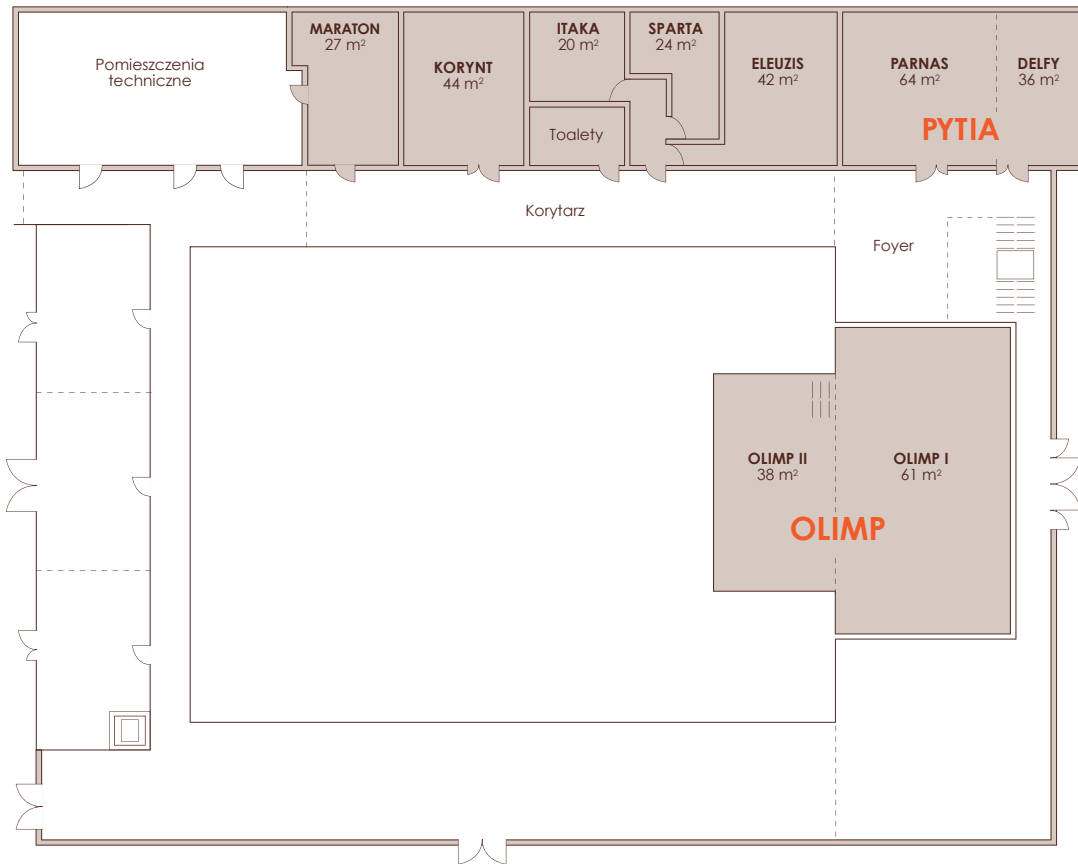 Pomieszczenia
techniczne
MARATON
27 m²
KORYNT
44 m²
ITAKA
20 m²
Toalety
SPARTA
24 m²
ELEUZIS
42 m²
PARNAS
64 m²
DELFY
36 m²
PYTIA
Korytarz
Foyer
OLIMP II
38 m²
OLIMP I
61 m²
OLIMP